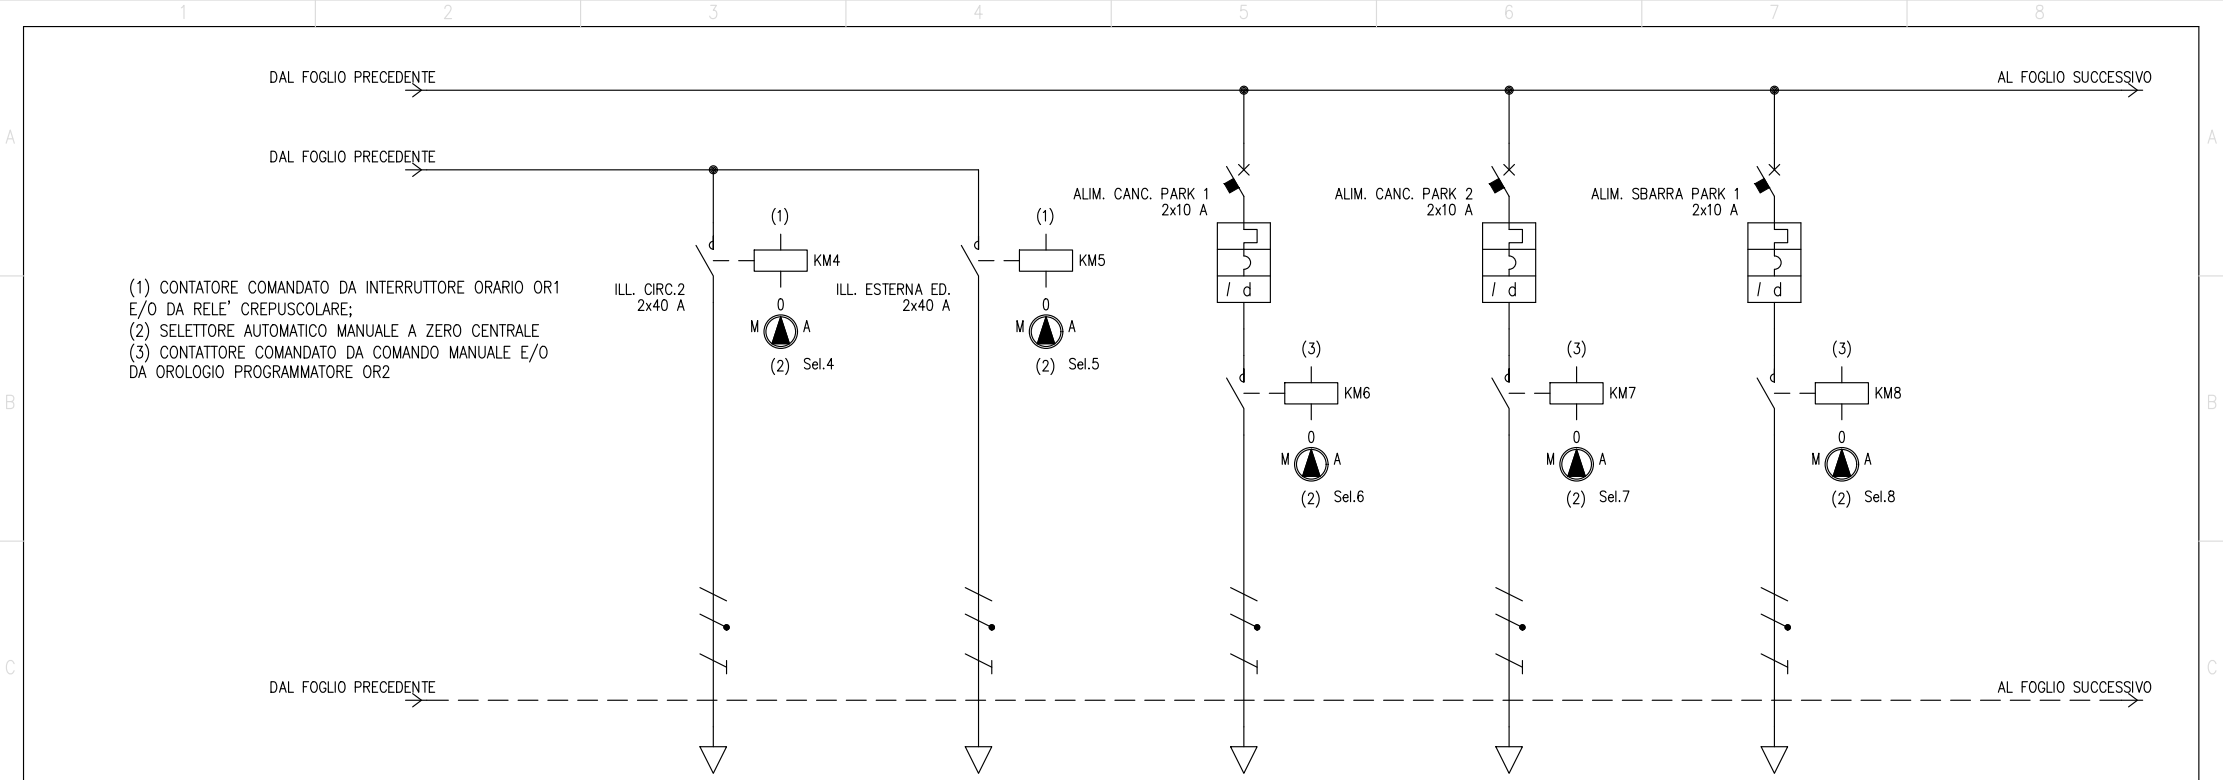 1 2 3 4 5 6 7 8
DAL FOGLIO PRECEDENTE
AL FOGLIO SUCCESSIVO
A
A
DAL FOGLIO PRECEDENTE
ALIM. CANC. PARK 1
2x10 A
ALIM. CANC. PARK 2
2x10 A
ALIM. SBARRA PARK 1
2x10 A
(1)
KM4
ILL. CIRC.2
2x40 A
0
M A
(2) Sel.4
(1)
KM5
ILL. ESTERNA ED.
2x40 A
0
M A
(2) Sel.5
I d
I d
I d
(1) CONTATORE COMANDATO DA INTERRUTTORE ORARIO OR1
E/O DA RELE' CREPUSCOLARE;
(2) SELETTORE AUTOMATICO MANUALE A ZERO CENTRALE
(3) CONTATTORE COMANDATO DA COMANDO MANUALE E/O
DA OROLOGIO PROGRAMMATORE OR2
(3)
KM6
0
M A
(2) Sel.6
(3)
KM7
0
M A
(2) Sel.7
(3)
KM8
0
M A
(2) Sel.8
B
B
C
C
DAL FOGLIO PRECEDENTE
AL FOGLIO SUCCESSIVO